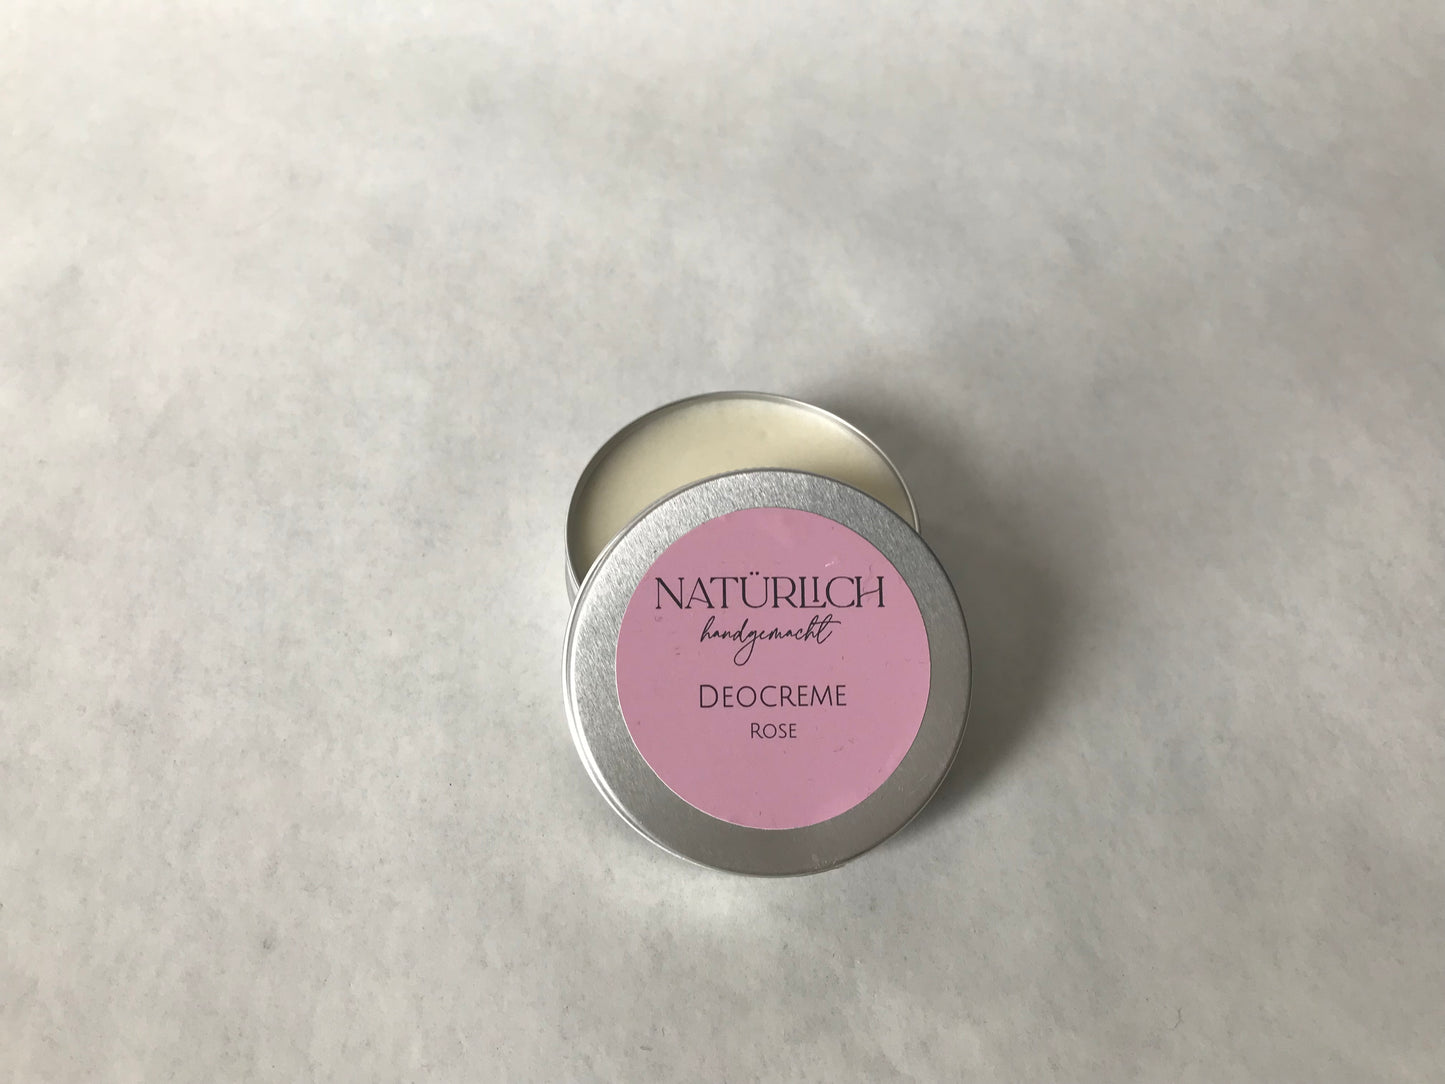 NATÜRLICH
handgemacht
DEOCREME
ROSE